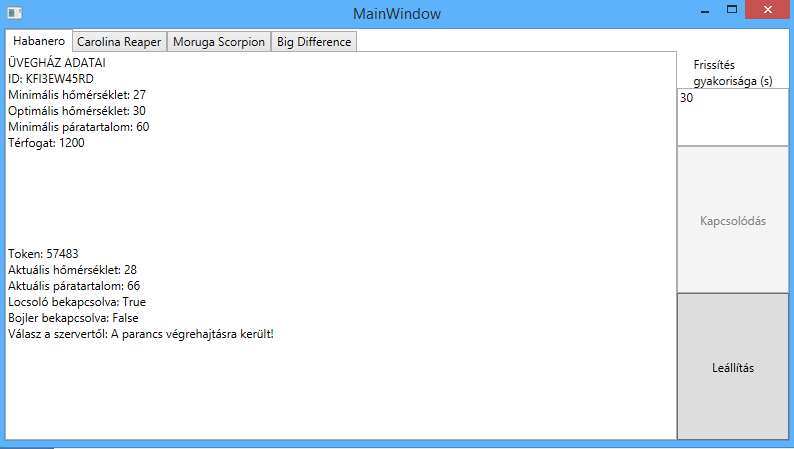 MainWindow
Habanero Carolina Reaper Moruga Scorpion Big Difference
ÜVEGHÁZ ADATAI
ID: KFI3EW45RD
Minimális hőmérséklet: 27
Optimális hőmérséklet: 30
Minimális páratartalom: 60
Térfogat: 1200
Token: 57483
Aktuális hőmérséklet: 28
Aktuális páratartalom: 66
Locsoló bekapcsolva: True
Bojler bekapcsolva: False
Válasz a szervertől: A parancs végrehajtásra került!
Frissítés
gyakorisága (s)
30
Kapcsolódás
Leállítás